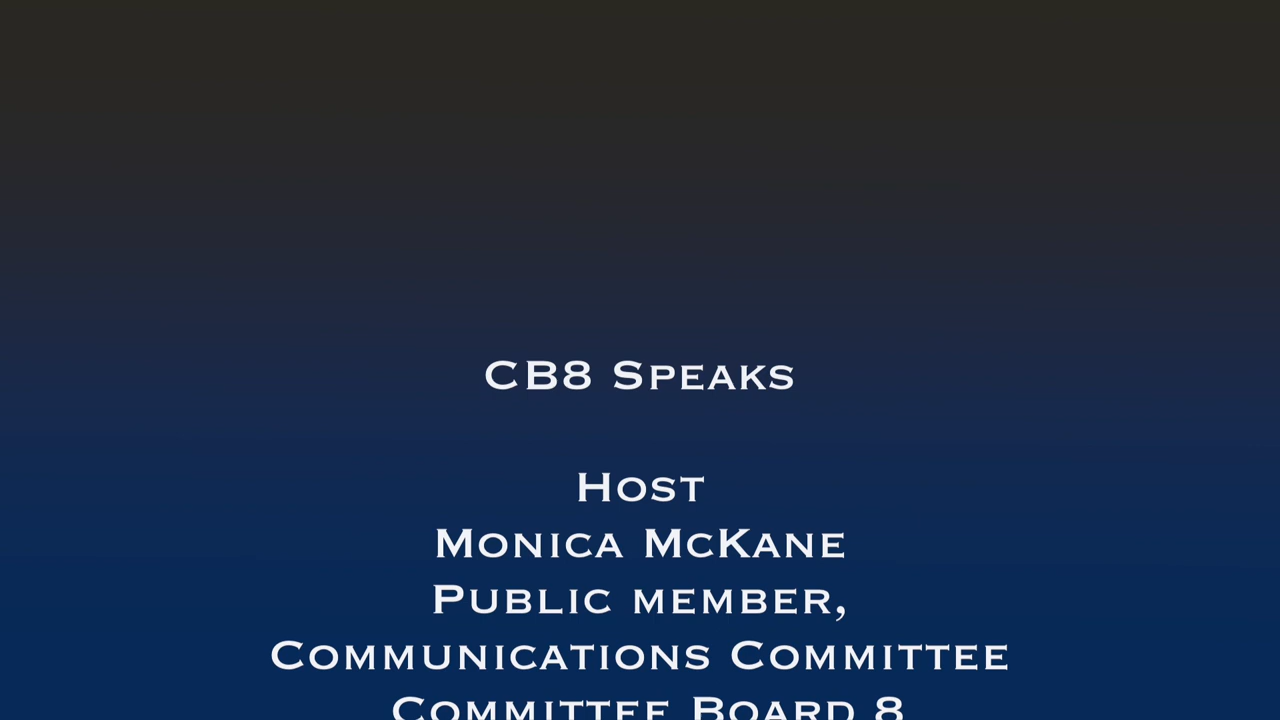 CB8 Speaks
Host
Monica McKane
Public member,
Communications Committee
Committee Board 8